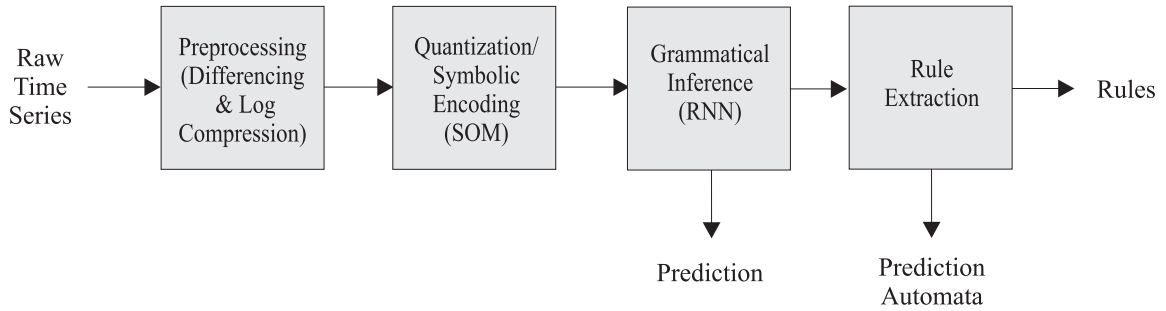 Raw
Time
Series
Preprocessing
(Differencing
& Log
Compression)
Quantization/
Symbolic
Encoding
(SOM)
Grammatical
Inference
(RNN)
Rule
Extraction
Rules
Prediction
Prediction
Automata